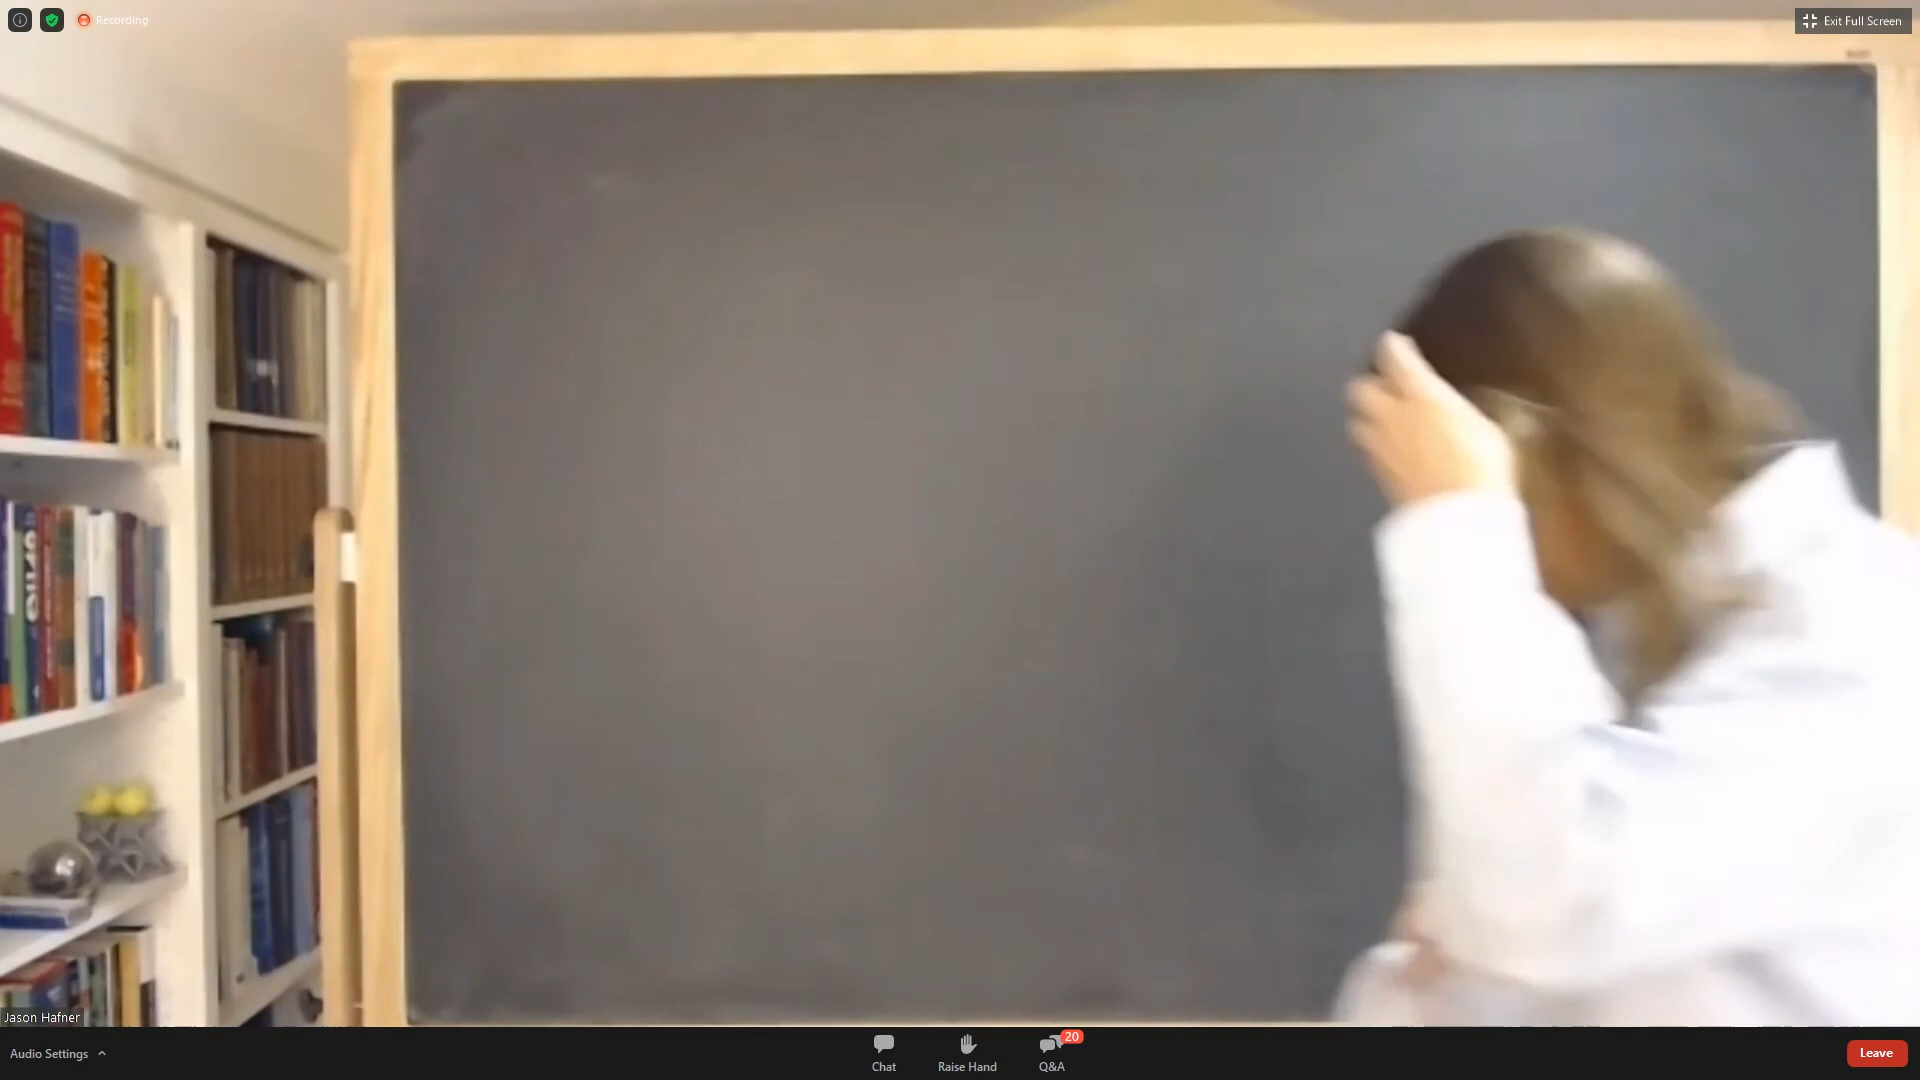 Recording
Exit Full Screen
Jason Hafner
Audio Settings
Chat
Raise Hand
Q&A
20
Leave